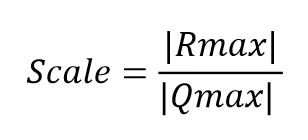 Scale = |Rmax| / |Qmax|